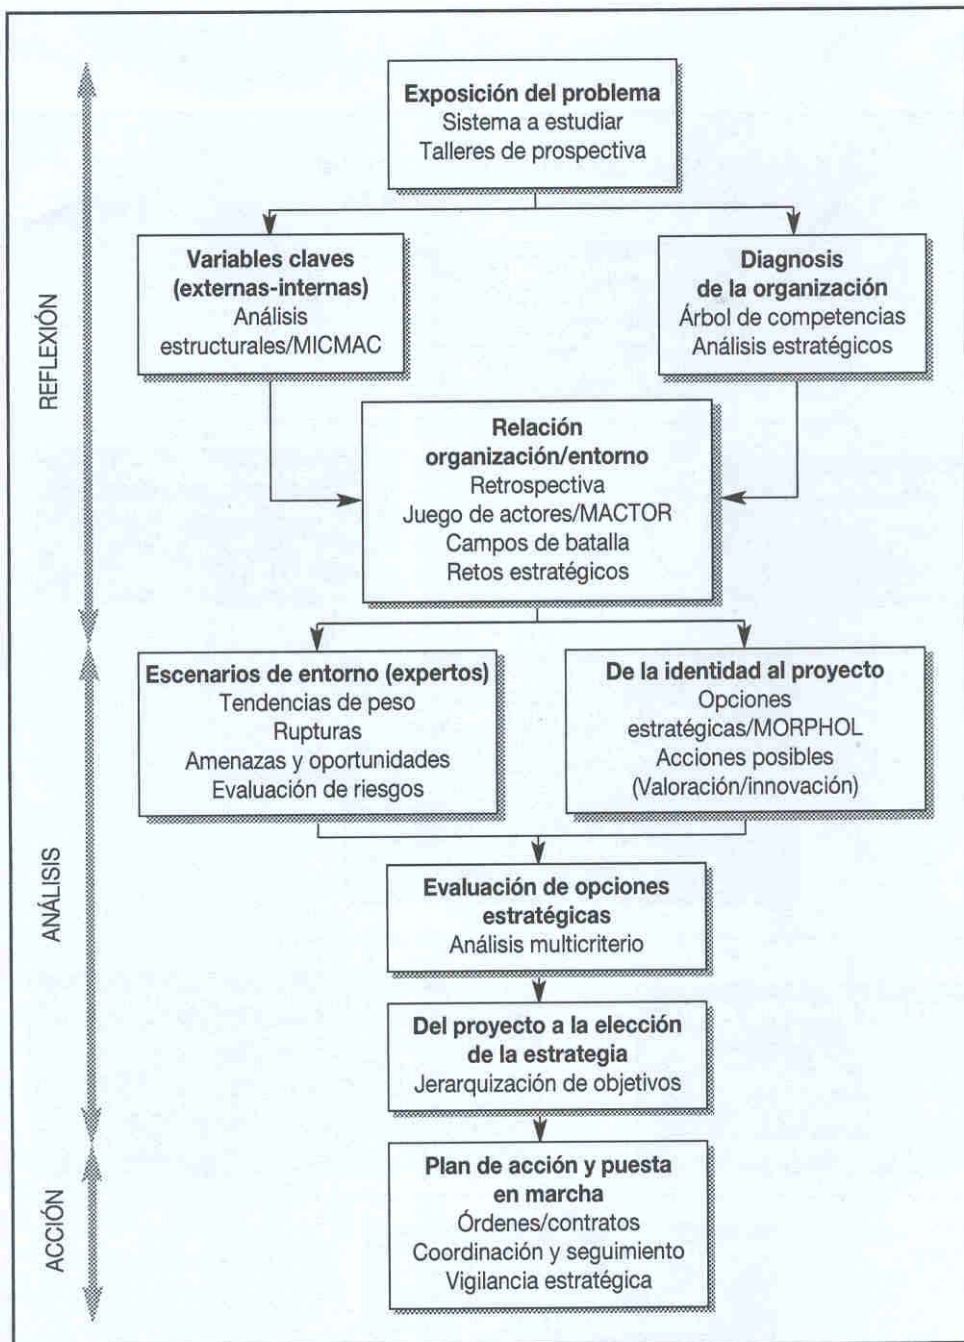 Exposición del problema
Sistema a estudiar
Talleres de prospectiva
REFLEXIÓN
Variables claves
(externas-internas)
Análisis
estructurales/MICMAC
Diagnosis
de la organización
Árbol de competencias
Análisis estratégicos
Relación
organización/entorno
Retrospectiva
Juego de actores/MACTOR
Campos de batalla
Retos estratégicos
ANÁLISIS
Escenarios de entorno (expertos)
Tendencias de peso
Rupturas
Amenazas y oportunidades
Evaluación de riesgos
De la identidad al proyecto
Opciones
estratégicas/MORPHOL
Acciones posibles
(Valoración/innovación)
Evaluación de opciones
estratégicas
Análisis multicriterio
Del proyecto a la elección
de la estrategia
Jerarquización de objetivos
ACCIÓN
Plan de acción y puesta
en marcha
Órdenes/contratos
Coordinación y seguimiento
Vigilancia estratégica